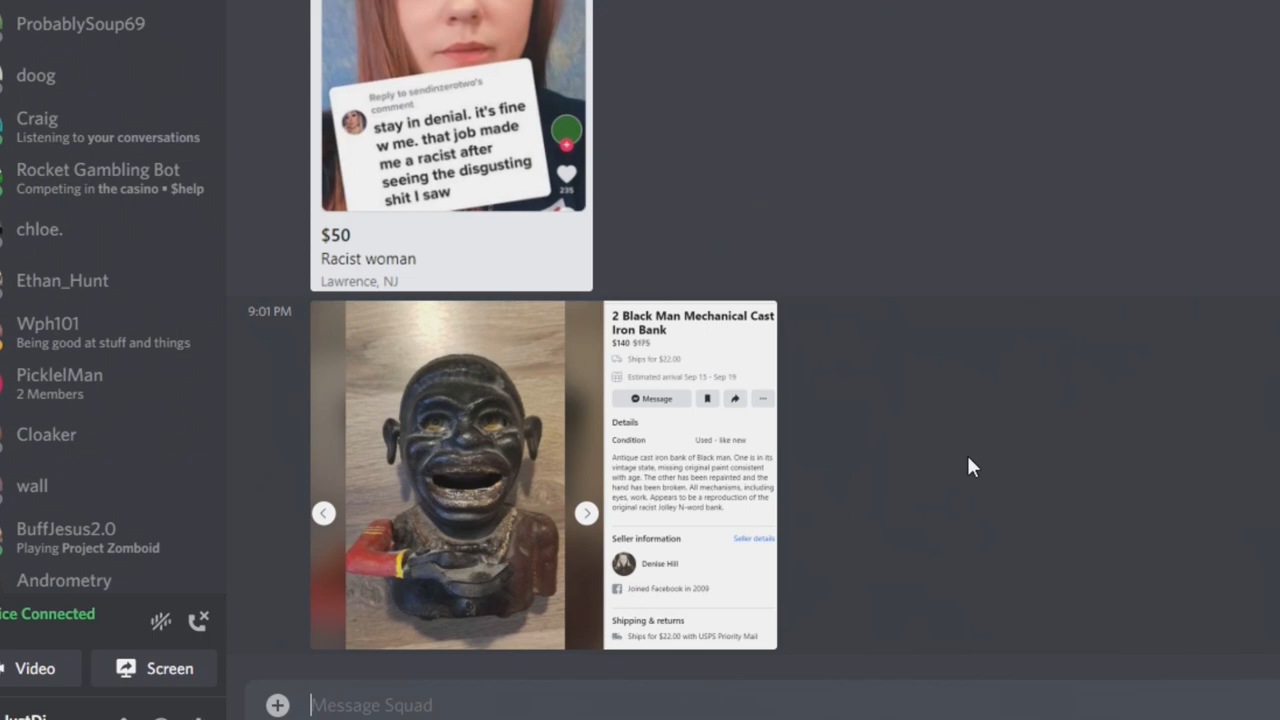 ProbablySoup69
doog
Craig
Listening to your conversations
Rocket Gambling Bot
Competing in the casino • $help
chloe.
Ethan_Hunt
Wph101
Being good at stuff and things
PicklelMan
2 Members
Cloaker
wall
BuffJesus2.0
Playing Project Zomboid
Andrometry
ice Connected
Video
Screen
Reply to sendinzerotwo's
comment
stay in denial. it's fine
w me. that job made
me a racist after
seeing the disgusting
shit I saw
235
$50
Racist woman
Lawrence, NJ
9:01 PM
2 Black Man Mechanical Cast
Iron Bank
$140 $175
Ships for $22.00
Estimated arrival Sep 15 - Sep 19
Message
Details
Condition
Used - like new
Antique cast iron bank of Black man. One is in its
vintage state, missing original paint consistent
with age. The other has been repainted and the
hand has been broken. All mechanisms, including
eyes, work. Appears to be a reproduction of the
original racist Jolley N-word bank.
Seller information
Seller details
Denise Hill
Joined Facebook in 2009
Shipping & returns
Ships for $22.00 with USPS Priority Mail
Message Squad